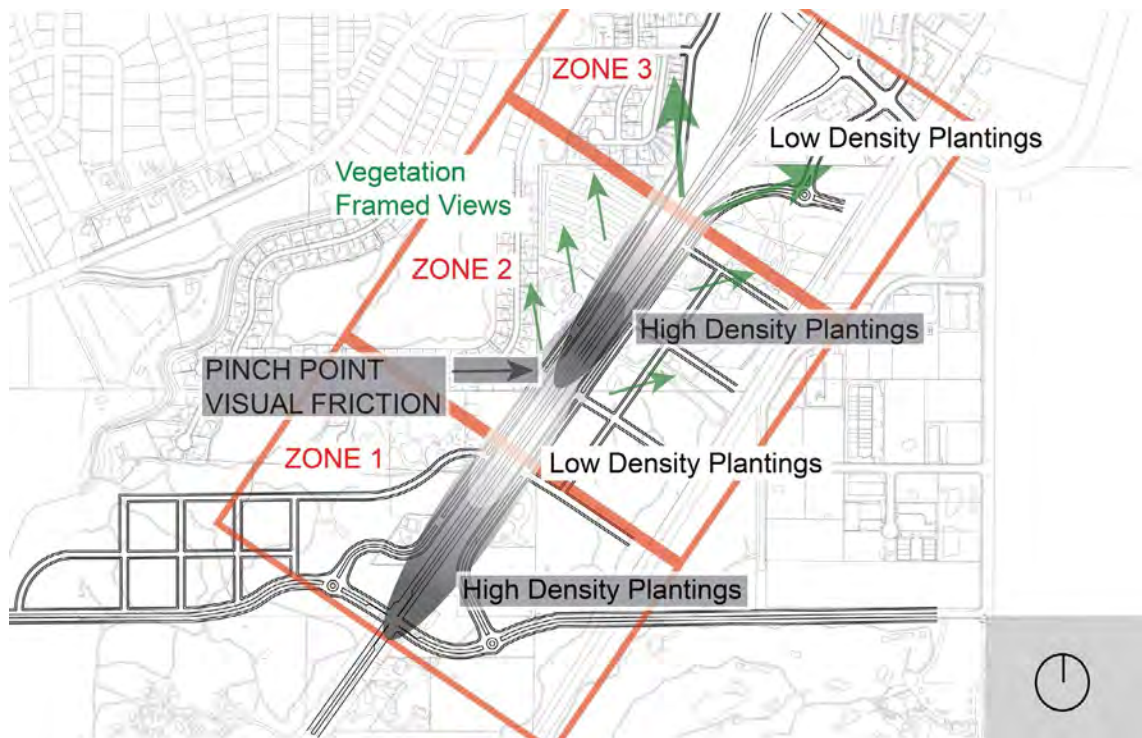 ZONE 3
Low Density Plantings
Vegetation
Framed Views
ZONE 2
High Density Plantings
PINCH POINT
VISUAL FRICTION
ZONE 1
Low Density Plantings
High Density Plantings